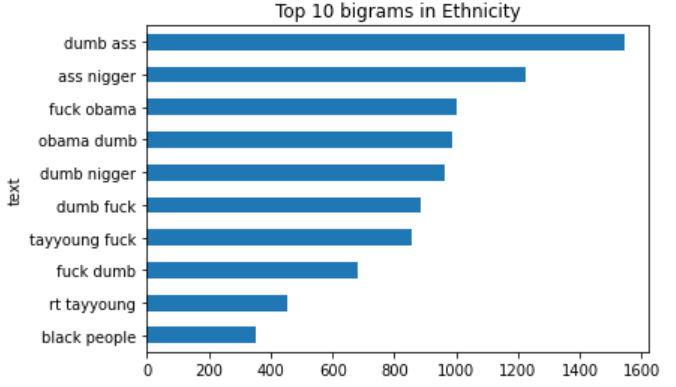 Top 10 bigrams in Ethnicity
dumb ass
ass nigger
fuck obama
obama dumb
dumb nigger
dumb fuck
tayyoung fuck
fuck dumb
rt tayyoung
black people
text
0 200 400 600 800 1000 1200 1400 1600